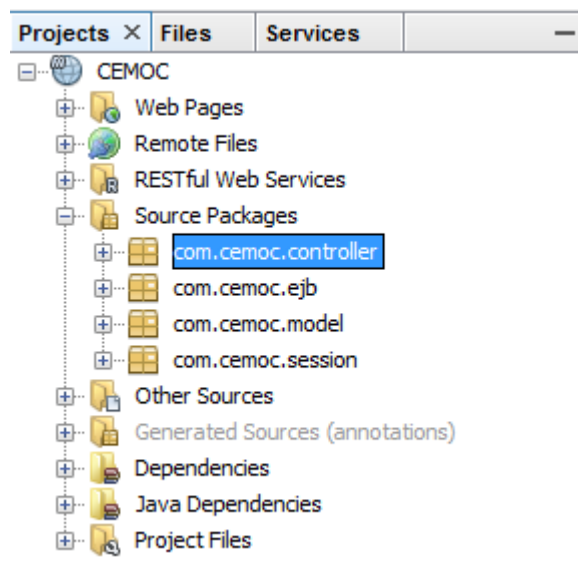 Projects × Files Services
CEMOC
Web Pages
Remote Files
RESTful Web Services
Source Packages
com.cemoc.controller
com.cemoc.ejb
com.cemoc.model
com.cemoc.session
Other Sources
Generated Sources (annotations)
Dependencies
Java Dependencies
Project Files